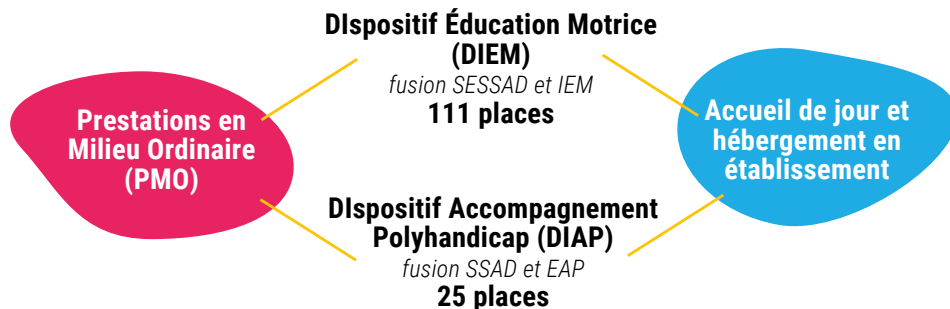 DIspositif Éducation Motrice
(DIEM)
fusion SESSAD et IEM
111 places
Prestations en
Milieu Ordinaire
(PMO)
Accueil de jour et
hébergement en
établissement
DIspositif Accompagnement
Polyhandicap (DIAP)
fusion SSAD et EAP
25 places